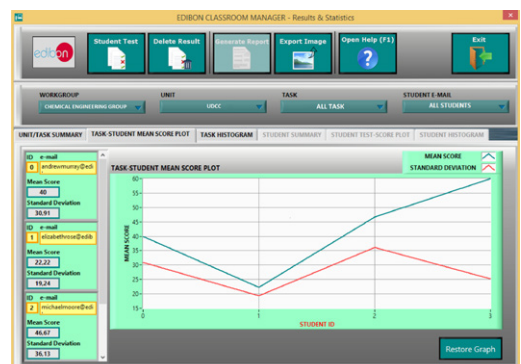 EDIBON CLASSROOM MANAGER - Results & Statistics
edibon
Student Test
Delete Result
Generate Report
Export Image
Open Help (F1)
?
Exit
WORKGROUP
UNIT
TASK
STUDENT E-MAIL
CHEMICAL ENGINEERING GROUP
UDCC
ALL TASK
ALL STUDENTS
UNIT/TASK SUMMARY
TASK-STUDENT MEAN SCORE PLOT
TASK HISTOGRAM
STUDENT SUMMARY
STUDENT TEST-SCORE PLOT
STUDENT HISTOGRAM
ID e-mail
0 andrewmurray@edi
Mean Score
40
Standard Deviation
30,91
ID e-mail
1 elizabethrose@edib
Mean Score
22,22
Standard Deviation
19,24
ID e-mail
2 michaelmoore@edi
Mean Score
46,67
Standard Deviation
36,13
TASK-STUDENT MEAN SCORE PLOT
MEAN SCORE
STANDARD DEVIATION
60
55
50
45
40
35
30
25
20
15
MEAN SCORE
0
1
2
3
STUDENT ID
Restore Graph